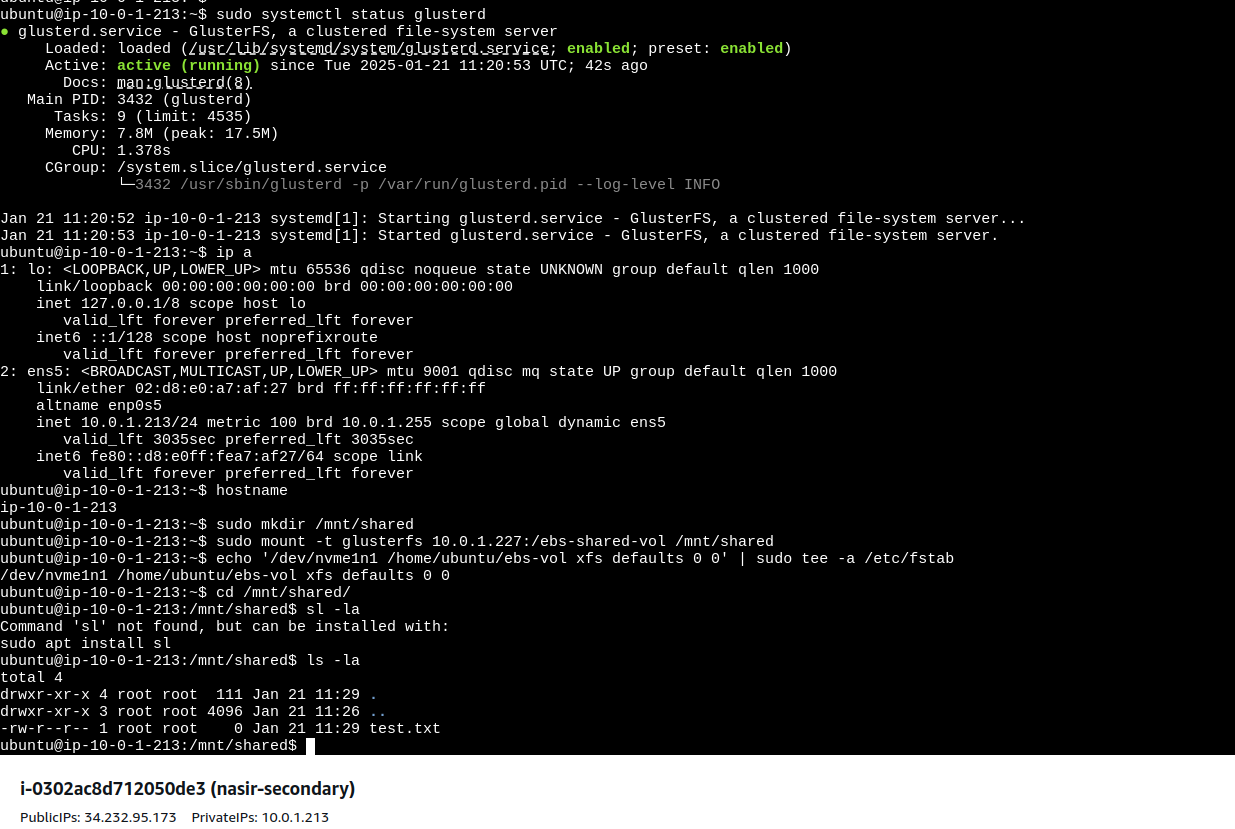 ubuntu@ip-10-0-1-213:~$ sudo systemctl status glusterd
● glusterd.service - GlusterFS, a clustered file-system server
     Loaded: loaded (/usr/lib/systemd/system/glusterd.service; enabled; preset: enabled)
     Active: active (running) since Tue 2025-01-21 11:20:53 UTC; 42s ago
       Docs: man:glusterd(8)
   Main PID: 3432 (glusterd)
      Tasks: 9 (limit: 4535)
     Memory: 7.8M (peak: 17.5M)
        CPU: 1.378s
     CGroup: /system.slice/glusterd.service
             └─3432 /usr/sbin/glusterd -p /var/run/glusterd.pid --log-level INFO
Jan 21 11:20:52 ip-10-0-1-213 systemd[1]: Starting glusterd.service - GlusterFS, a clustered file-system server...
Jan 21 11:20:53 ip-10-0-1-213 systemd[1]: Started glusterd.service - GlusterFS, a clustered file-system server.
ubuntu@ip-10-0-1-213:~$ ip a
1: lo: <LOOPBACK,UP,LOWER_UP> mtu 65536 qdisc noqueue state UNKNOWN group default qlen 1000
    link/loopback 00:00:00:00:00:00 brd 00:00:00:00:00:00
    inet 127.0.0.1/8 scope host lo
       valid_lft forever preferred_lft forever
    inet6 ::1/128 scope host noprefixroute
       valid_lft forever preferred_lft forever
2: ens5: <BROADCAST,MULTICAST,UP,LOWER_UP> mtu 9001 qdisc mq state UP group default qlen 1000
    link/ether 02:d8:e0:a7:af:27 brd ff:ff:ff:ff:ff:ff
    altname enp0s5
    inet 10.0.1.213/24 metric 100 brd 10.0.1.255 scope global dynamic ens5
       valid_lft 3035sec preferred_lft 3035sec
    inet6 fe80::d8:e0ff:fea7:af27/64 scope link
       valid_lft forever preferred_lft forever
ubuntu@ip-10-0-1-213:~$ hostname
ip-10-0-1-213
ubuntu@ip-10-0-1-213:~$ sudo mkdir /mnt/shared
ubuntu@ip-10-0-1-213:~$ sudo mount -t glusterfs 10.0.1.227:/ebs-shared-vol /mnt/shared
ubuntu@ip-10-0-1-213:~$ echo '/dev/nvme1n1 /home/ubuntu/ebs-vol xfs defaults 0 0' | sudo tee -a /etc/fstab
/dev/nvme1n1 /home/ubuntu/ebs-vol xfs defaults 0 0
ubuntu@ip-10-0-1-213:~$ cd /mnt/shared/
ubuntu@ip-10-0-1-213:/mnt/shared$ sl -la
Command 'sl' not found, but can be installed with:
sudo apt install sl
ubuntu@ip-10-0-1-213:/mnt/shared$ ls -la
total 4
drwxr-xr-x 4 root root  111 Jan 21 11:29 .
drwxr-xr-x 3 root root 4096 Jan 21 11:26 ..
-rw-r--r-- 1 root root    0 Jan 21 11:29 test.txt
ubuntu@ip-10-0-1-213:/mnt/shared$
i-0302ac8d712050de3 (nasir-secondary)
PublicIPs: 34.232.95.173    PrivateIPs: 10.0.1.213